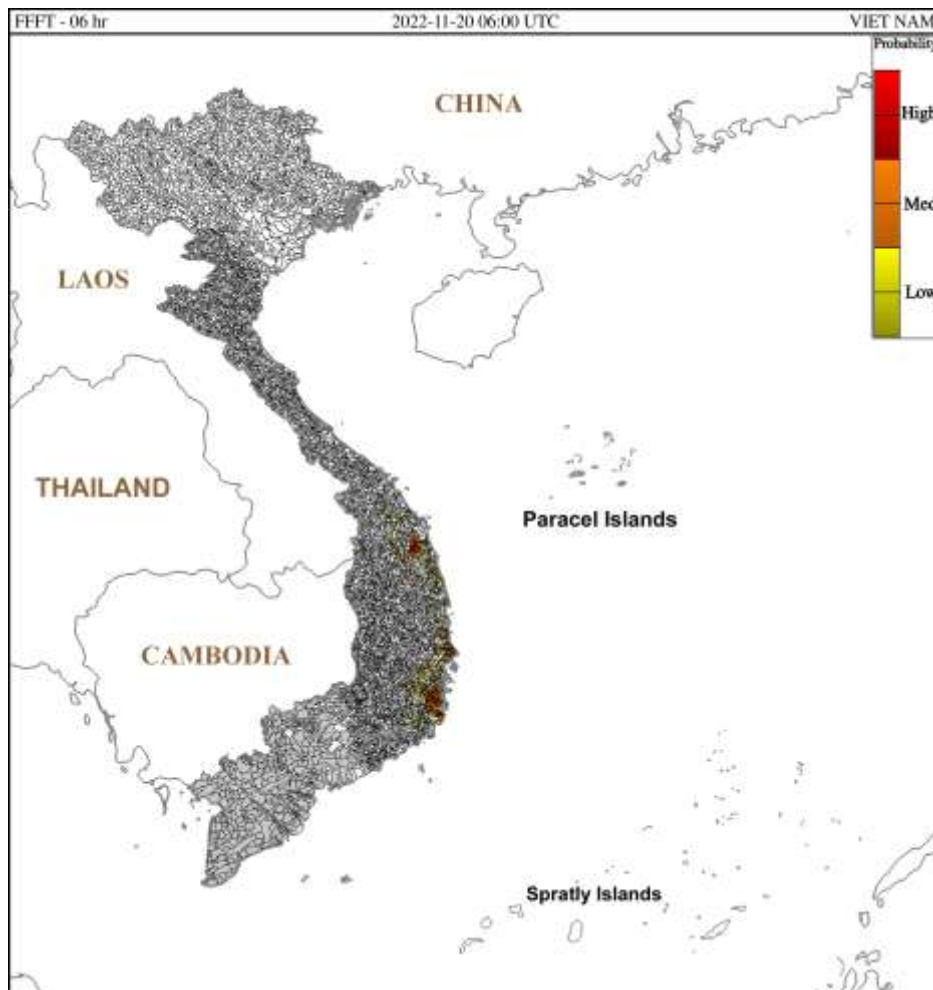 FFFT - 06 hr 2022-11-20 06:00 UTC VIET NAM
Probability
CHINA
High
Med
LAOS
Low
THAILAND
Paracel Islands
CAMBODIA
Spratly Islands